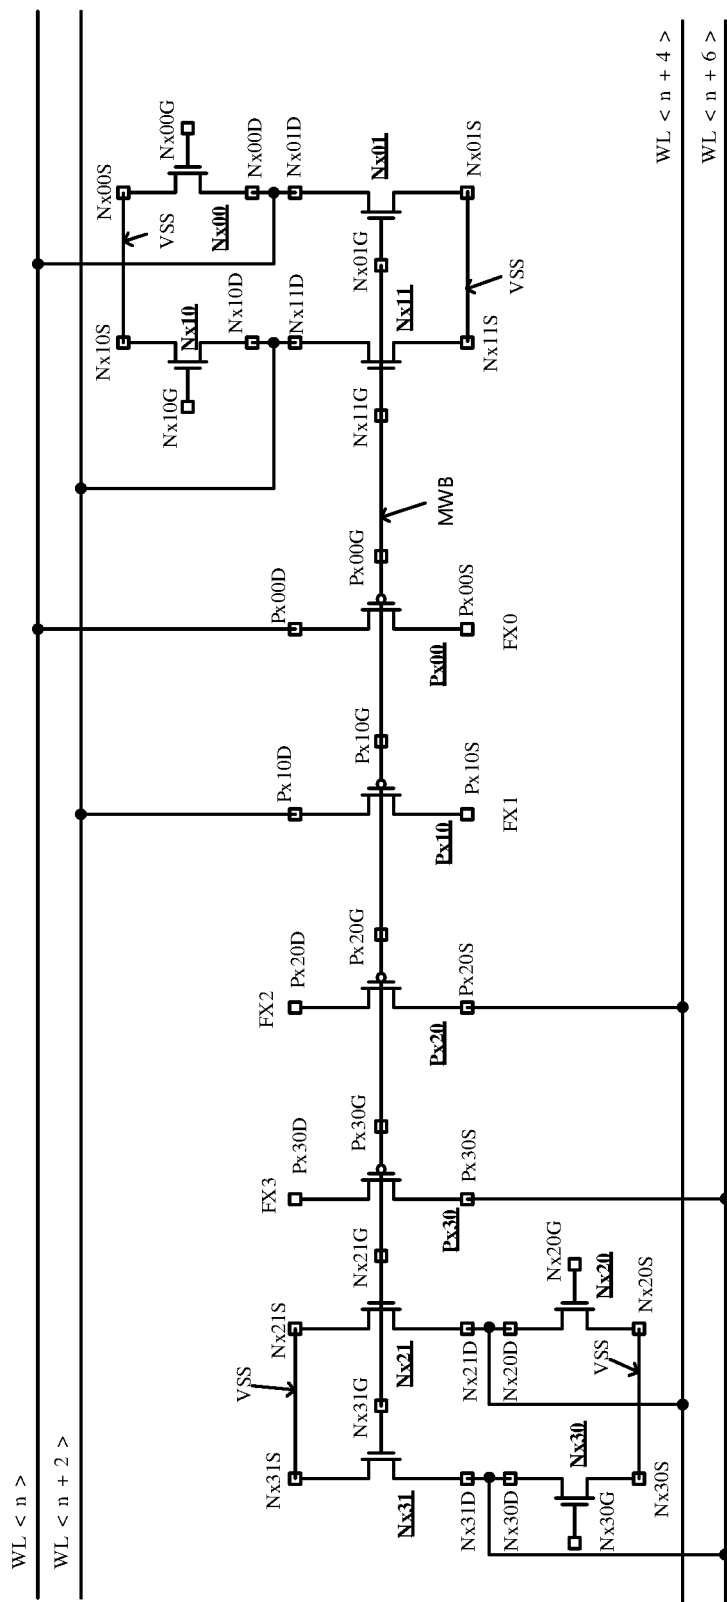 WL < n >
WL < n + 2 >
Nx31S
VSS
Nx21S
Nx31G
Nx31
Nx31D
Nx30D
Nx30G
Nx30
Nx30S
Nx21G
Nx21
Nx21D
Nx20D
Nx20G
Nx20
VSS
Nx20S
FX3
Px30D
Px30G
Px30
Px30S
FX2
Px20D
Px20G
Px20
Px20S
Px10D
Px10G
Px10
Px10S
FX1
Px00D
Px00G
Px00
Px00S
FX0
MWB
Nx10S
Nx10G
Nx10
Nx10D
Nx11D
Nx11G
Nx11
Nx11S
VSS
Nx00S
Nx00G
Nx00
Nx00D
Nx01D
Nx01G
Nx01
Nx01S
VSS
WL < n + 4 >
WL < n + 6 >